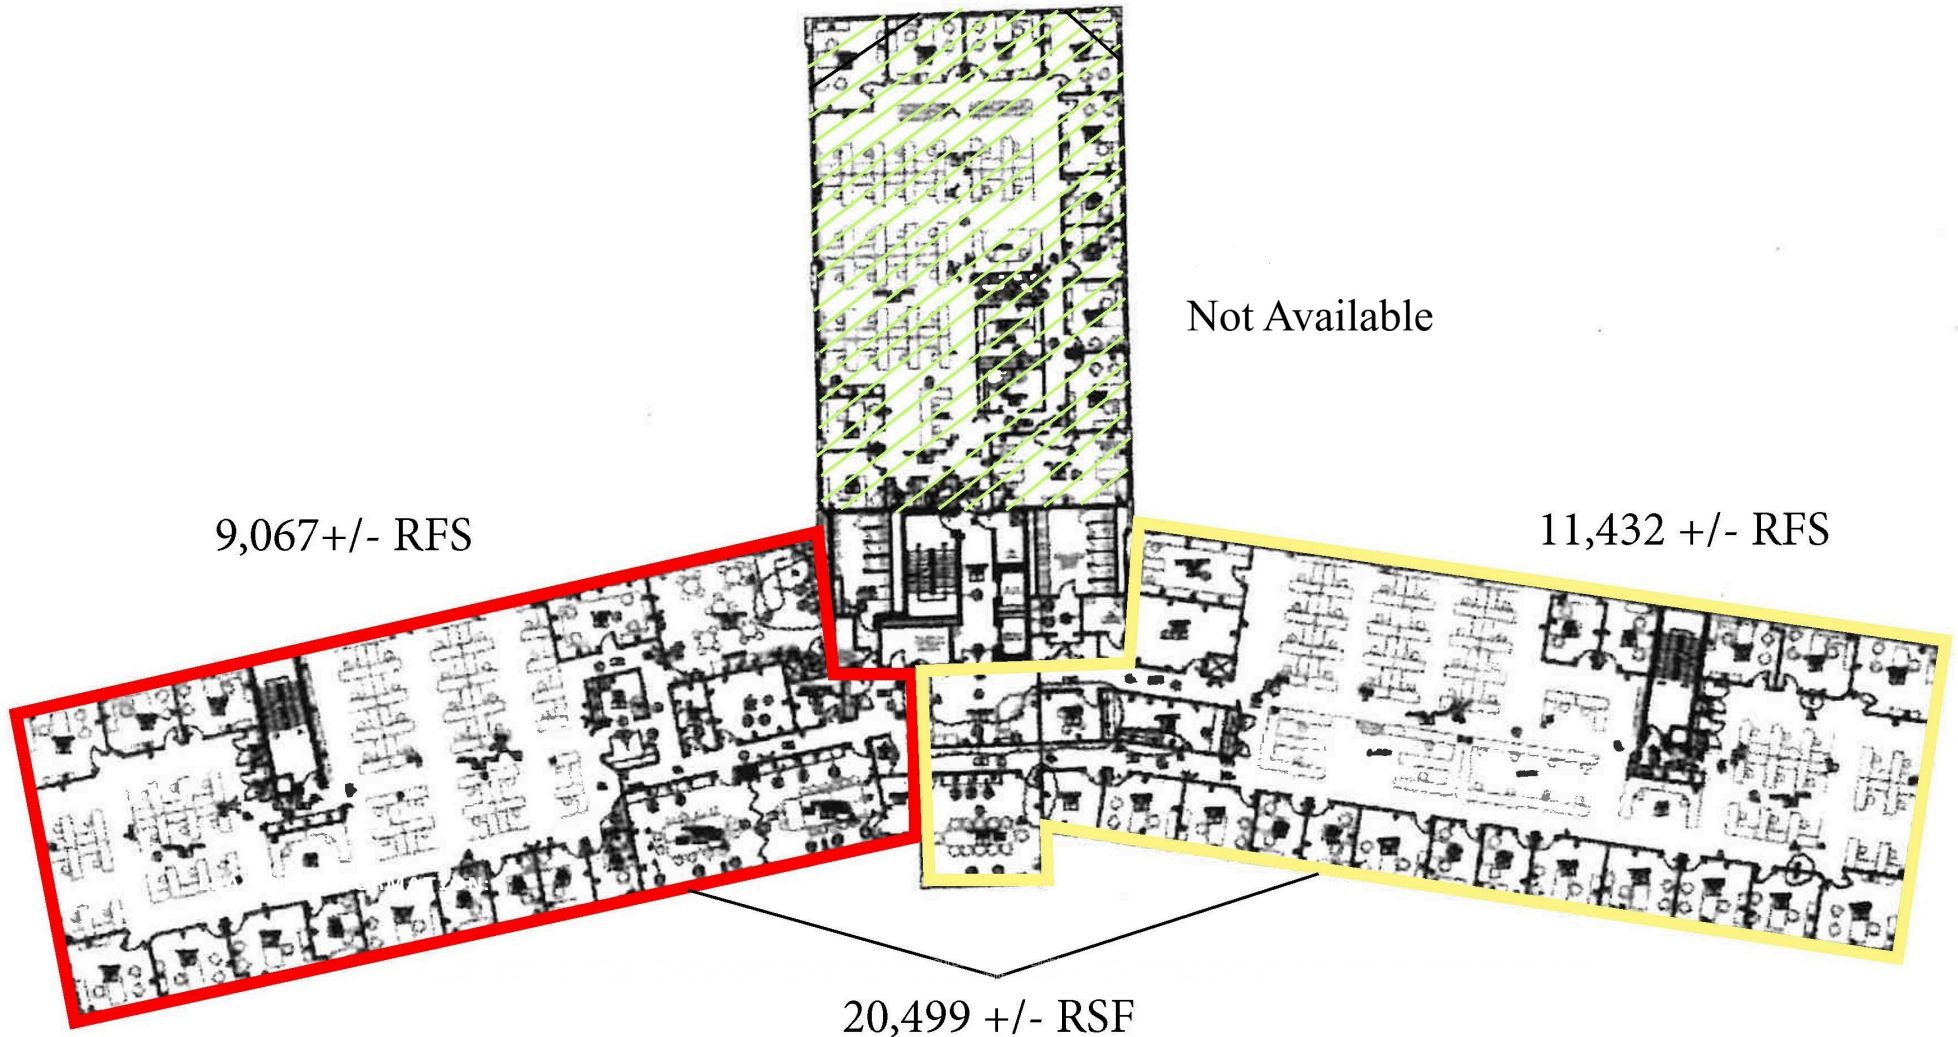 Not Available
9,067+/- RFS
11,432 +/- RFS
20,499 +/- RSF